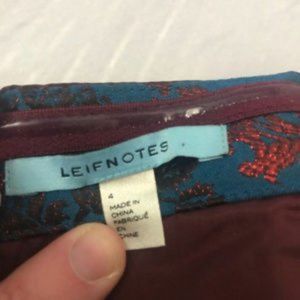 LEIFNOTES
4
MADE IN
CHINA
FABRIQUÉ
EN
CHINE